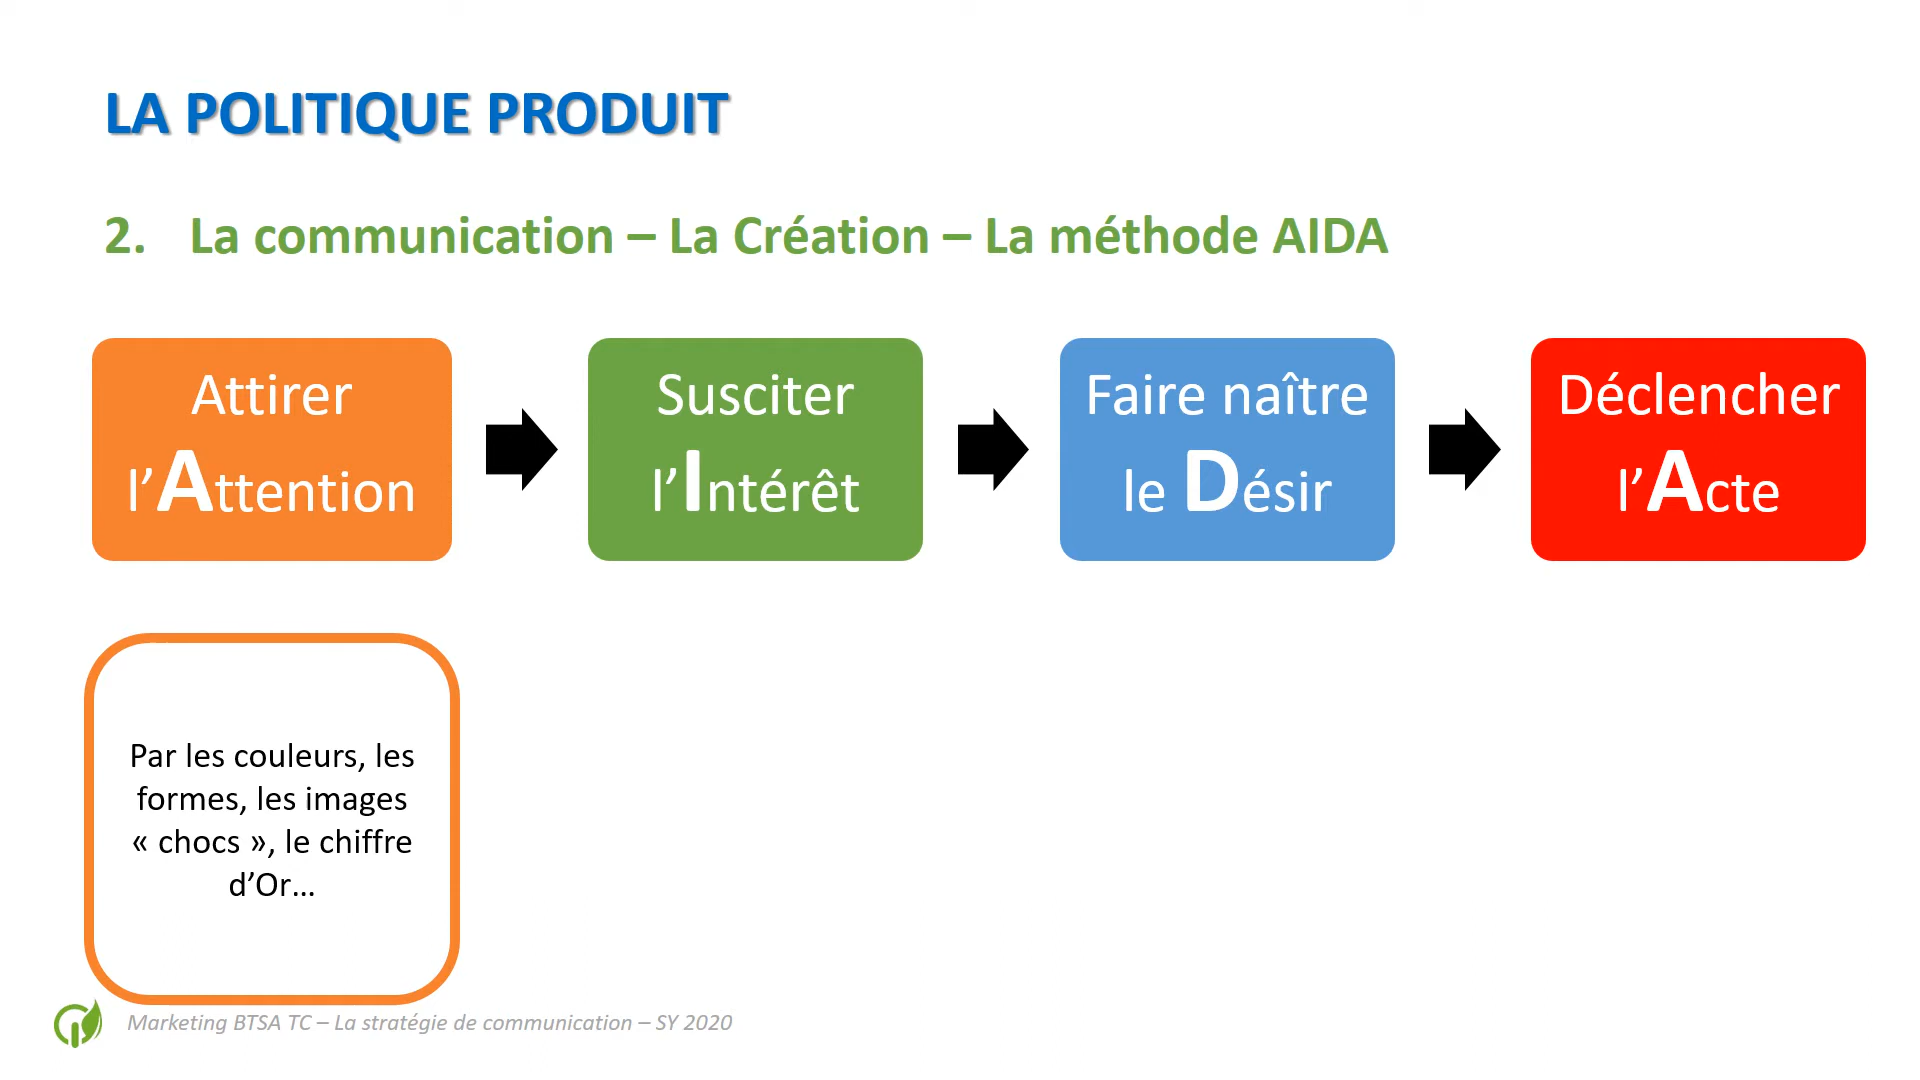 LA POLITIQUE PRODUIT
2. La communication – La Création – La méthode AIDA
Attirer
l’Attention
Susciter
l’Intérêt
Faire naître
le Désir
Déclencher
l’Acte
Par les couleurs, les
formes, les images
« chocs », le chiffre
d’Or…
Marketing BTSA TC – La stratégie de communication – SY 2020